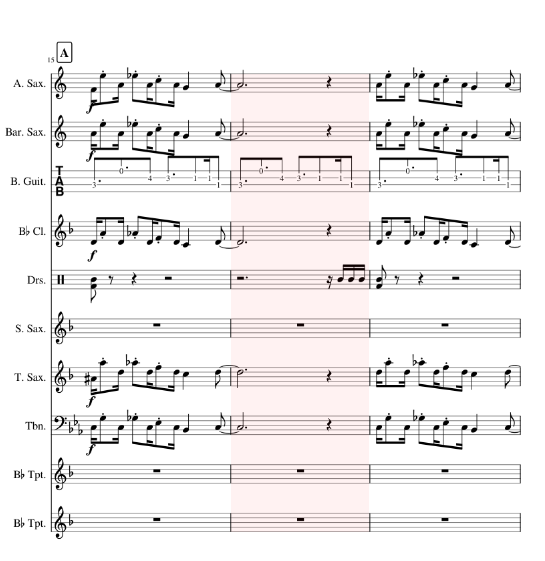 A
15
A. Sax.
f
Bar. Sax.
f
B. Guit.
T
A
B
3 0 4 3 1 1 1 3 0 4 3 1 1 1 3 0 4 3 1 1 1
B♭ Cl.
f
Drs.
S. Sax.
T. Sax.
f
Tbn.
f
B♭ Tpt.
B♭ Tpt.